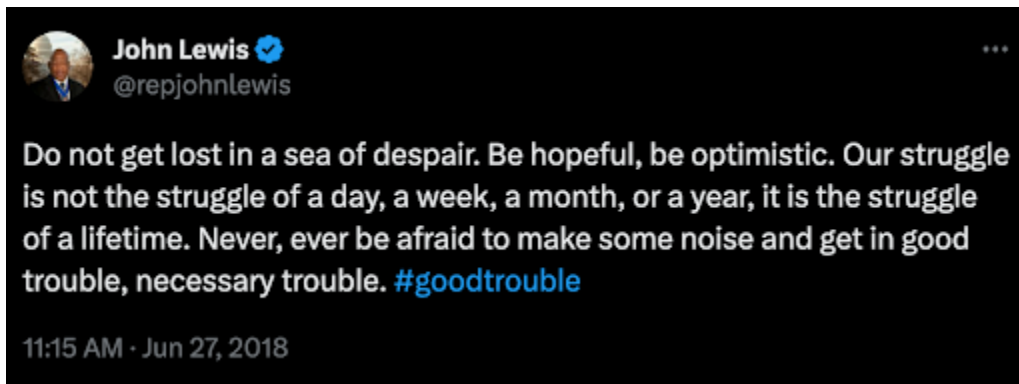 John Lewis
@repjohnlewis
Do not get lost in a sea of despair. Be hopeful, be optimistic. Our struggle
is not the struggle of a day, a week, a month, or a year, it is the struggle
of a lifetime. Never, ever be afraid to make some noise and get in good
trouble, necessary trouble. #goodtrouble
11:15 AM · Jun 27, 2018